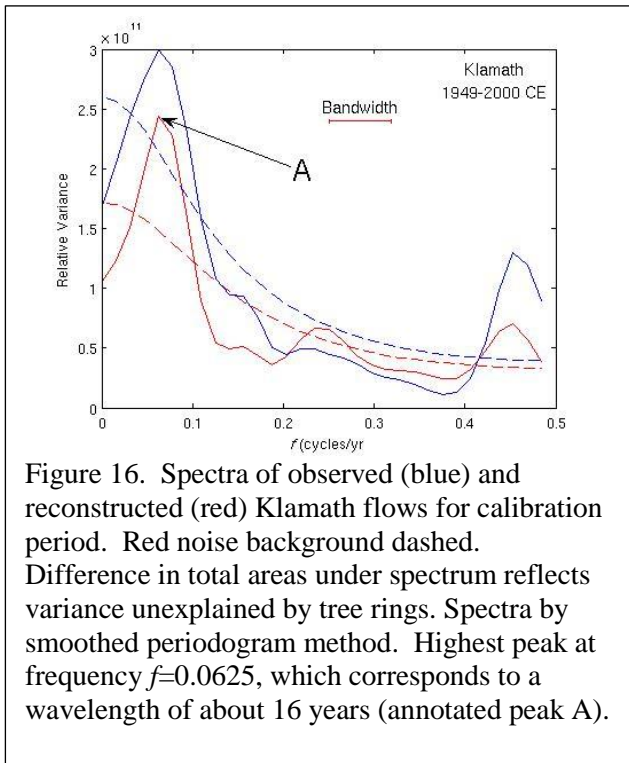 x 10^11
3
2.5
2
1.5
1
0.5
0
Relative Variance
Klamath
1949-2000 CE
Bandwidth
A
0 0.1 0.2 0.3 0.4 0.5
f (cycles/yr
Figure 16. Spectra of observed (blue) and
reconstructed (red) Klamath flows for calibration
period. Red noise background dashed.
Difference in total areas under spectrum reflects
variance unexplained by tree rings. Spectra by
smoothed periodogram method. Highest peak at
frequency f=0.0625, which corresponds to a
wavelength of about 16 years (annotated peak A).